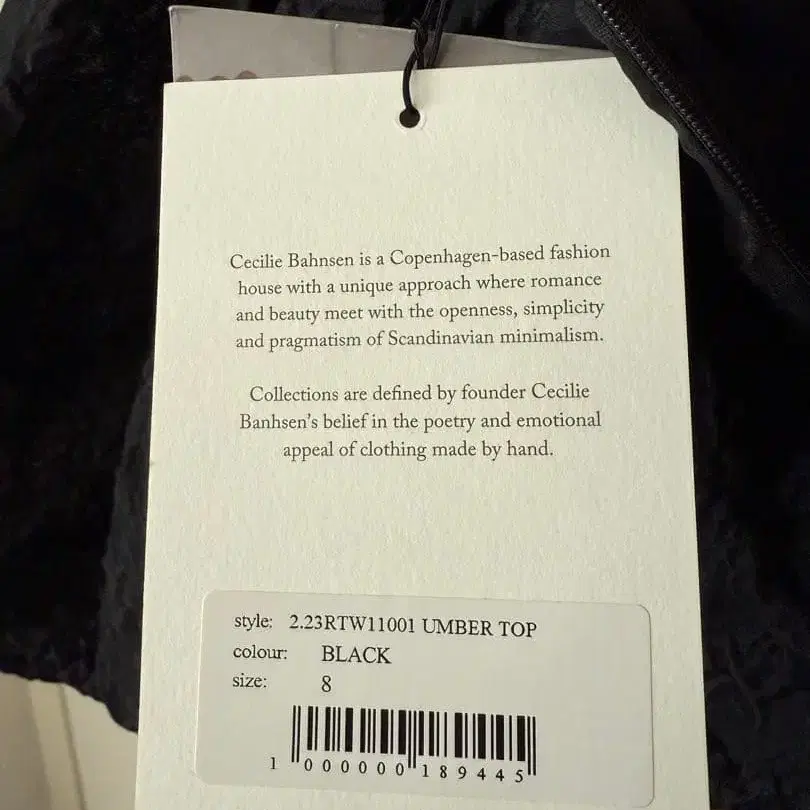 Cecilie Bahnsen is a Copenhagen-based fashion
house with a unique approach where romance
and beauty meet with the openness, simplicity
and pragmatism of Scandinavian minimalism.
Collections are defined by founder Cecilie
Banhsen's belief in the poetry and emotional
appeal of clothing made by hand.
style: 2.23RTW11001 UMBER TOP
colour: BLACK
size: 8
1 000000 189445